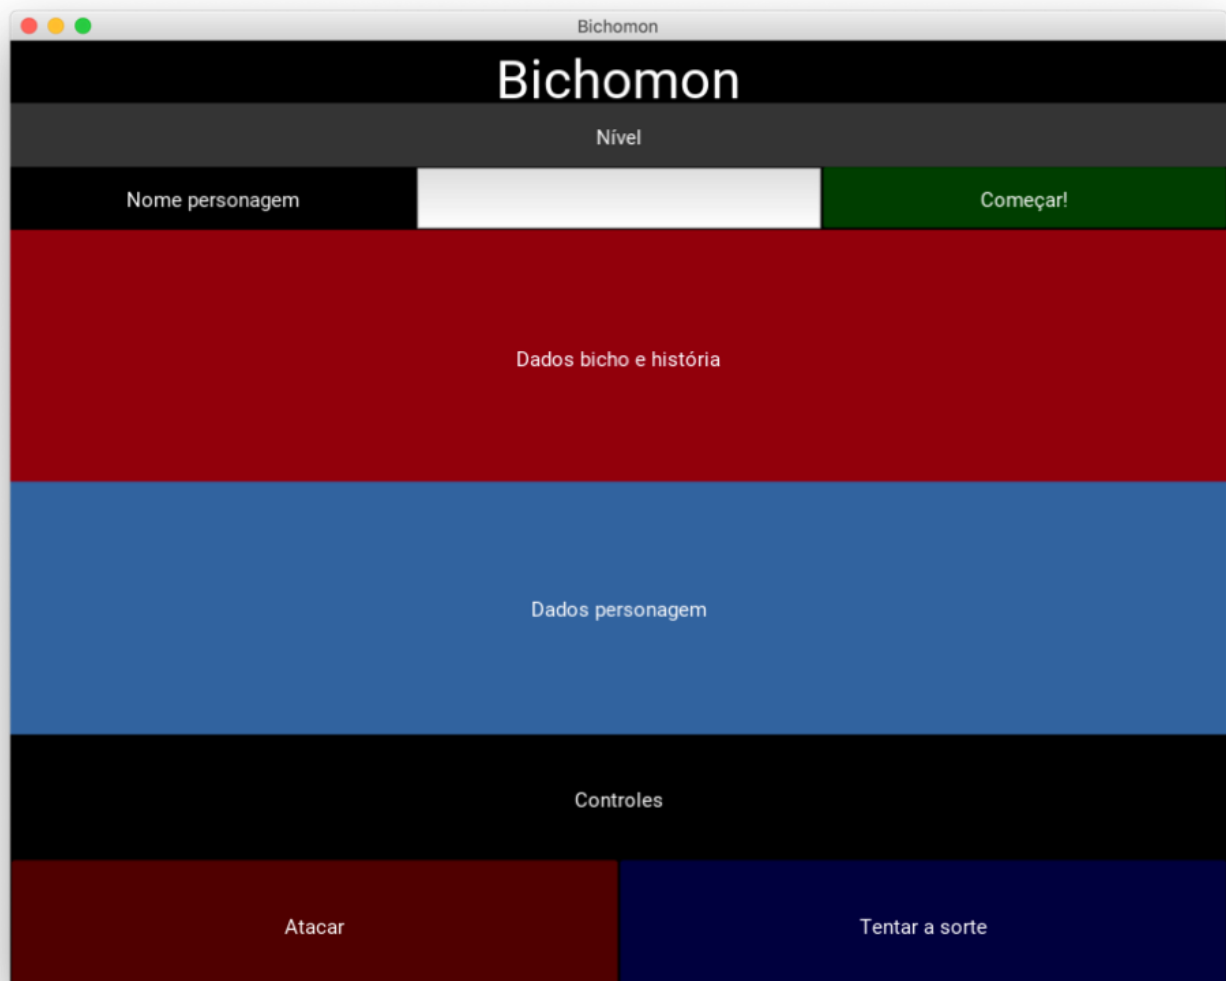 Bichomon
Bichomon
Nível
Nome personagem
Começar!
Dados bicho e história
Dados personagem
Controles
Atacar
Tentar a sorte